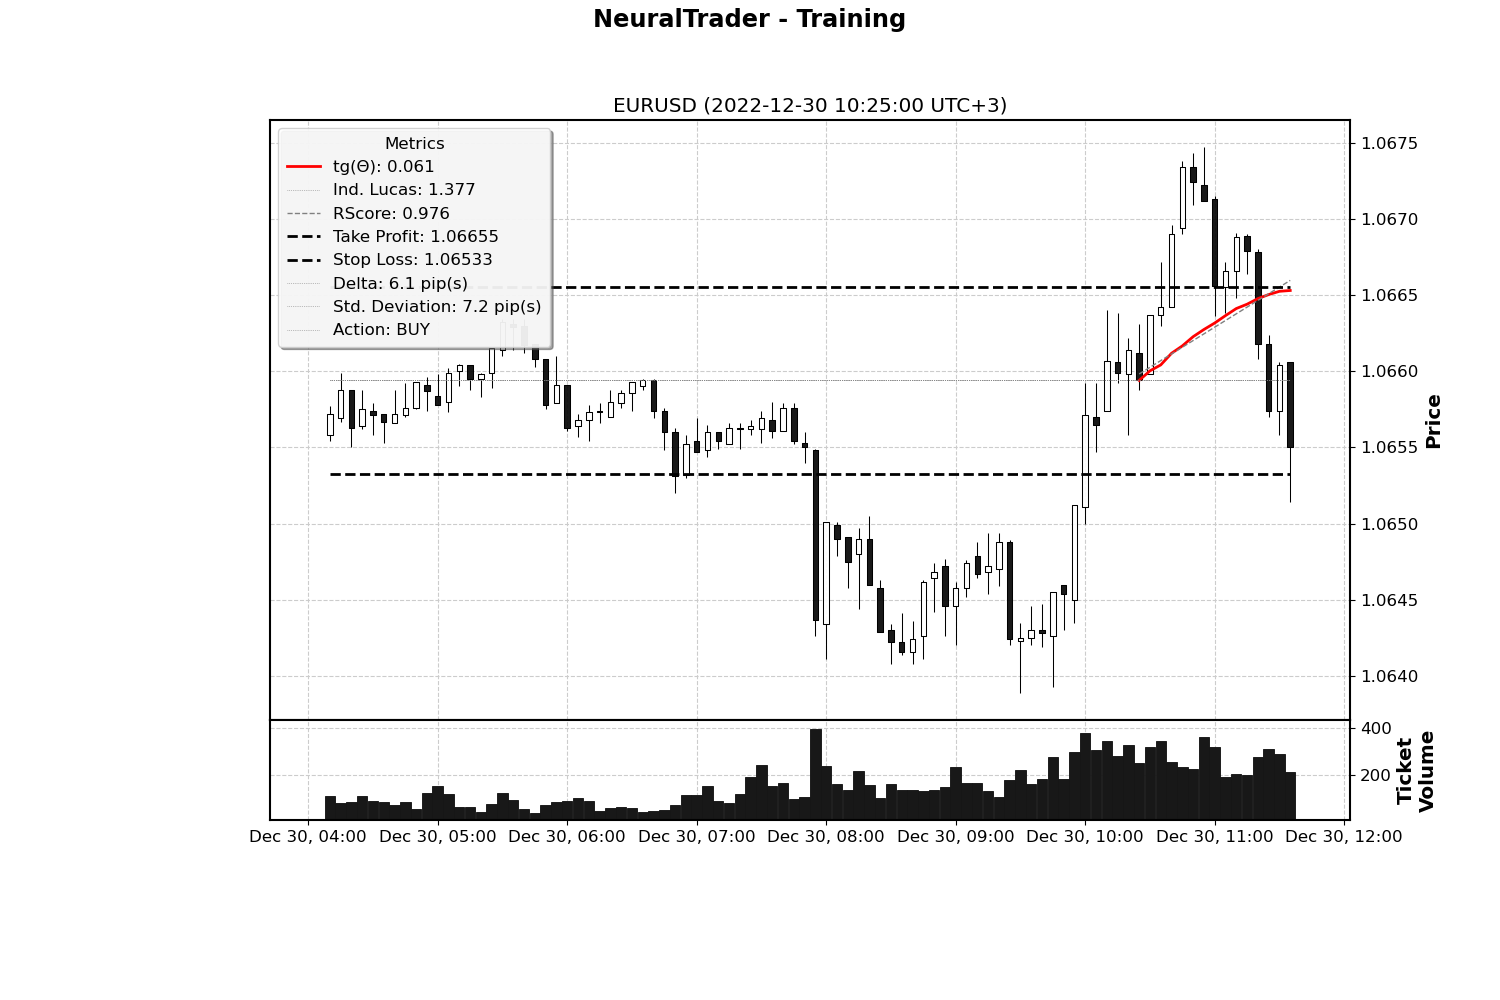 NeuralTrader - Training
EURUSD (2022-12-30 10:25:00 UTC+3)
Metrics
tg(Θ): 0.061
Ind. Lucas: 1.377
RScore: 0.976
Take Profit: 1.06655
Stop Loss: 1.06533
Delta: 6.1 pip(s)
Std. Deviation: 7.2 pip(s)
Action: BUY
1.0675
1.0670
1.0665
1.0660
1.0655
1.0650
1.0645
1.0640
Price
400
200
Ticket
Volume
Dec 30, 04:00 Dec 30, 05:00 Dec 30, 06:00 Dec 30, 07:00 Dec 30, 08:00 Dec 30, 09:00 Dec 30, 10:00 Dec 30, 11:00 Dec 30, 12:00